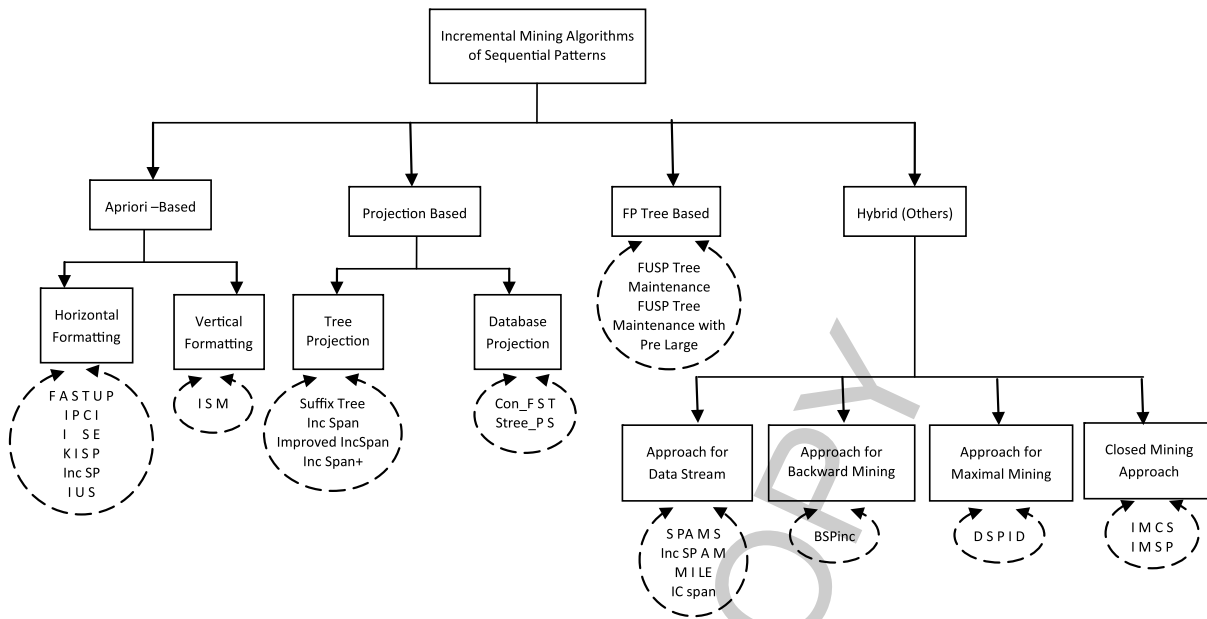 Incremental Mining Algorithms
of Sequential Patterns
Apriori –Based
Projection Based
FP Tree Based
Hybrid (Others)
Horizontal
Formatting
Vertical
Formatting
Tree
Projection
Database
Projection
FUSP Tree
Maintenance
FUSP Tree
Maintenance with
Pre Large
F A S T U P
I P C I
I S E
K I S P
Inc SP
I U S
I S M
Suffix Tree
Inc Span
Improved IncSpan
Inc Span+
Con_F S T
Stree_P S
Approach for
Data Stream
Approach for
Backward Mining
Approach for
Maximal Mining
Closed Mining
Approach
S PA M S
Inc SP A M
M I LE
IC span
BSPinc
D S P I D
I M C S
I M S P
OPY